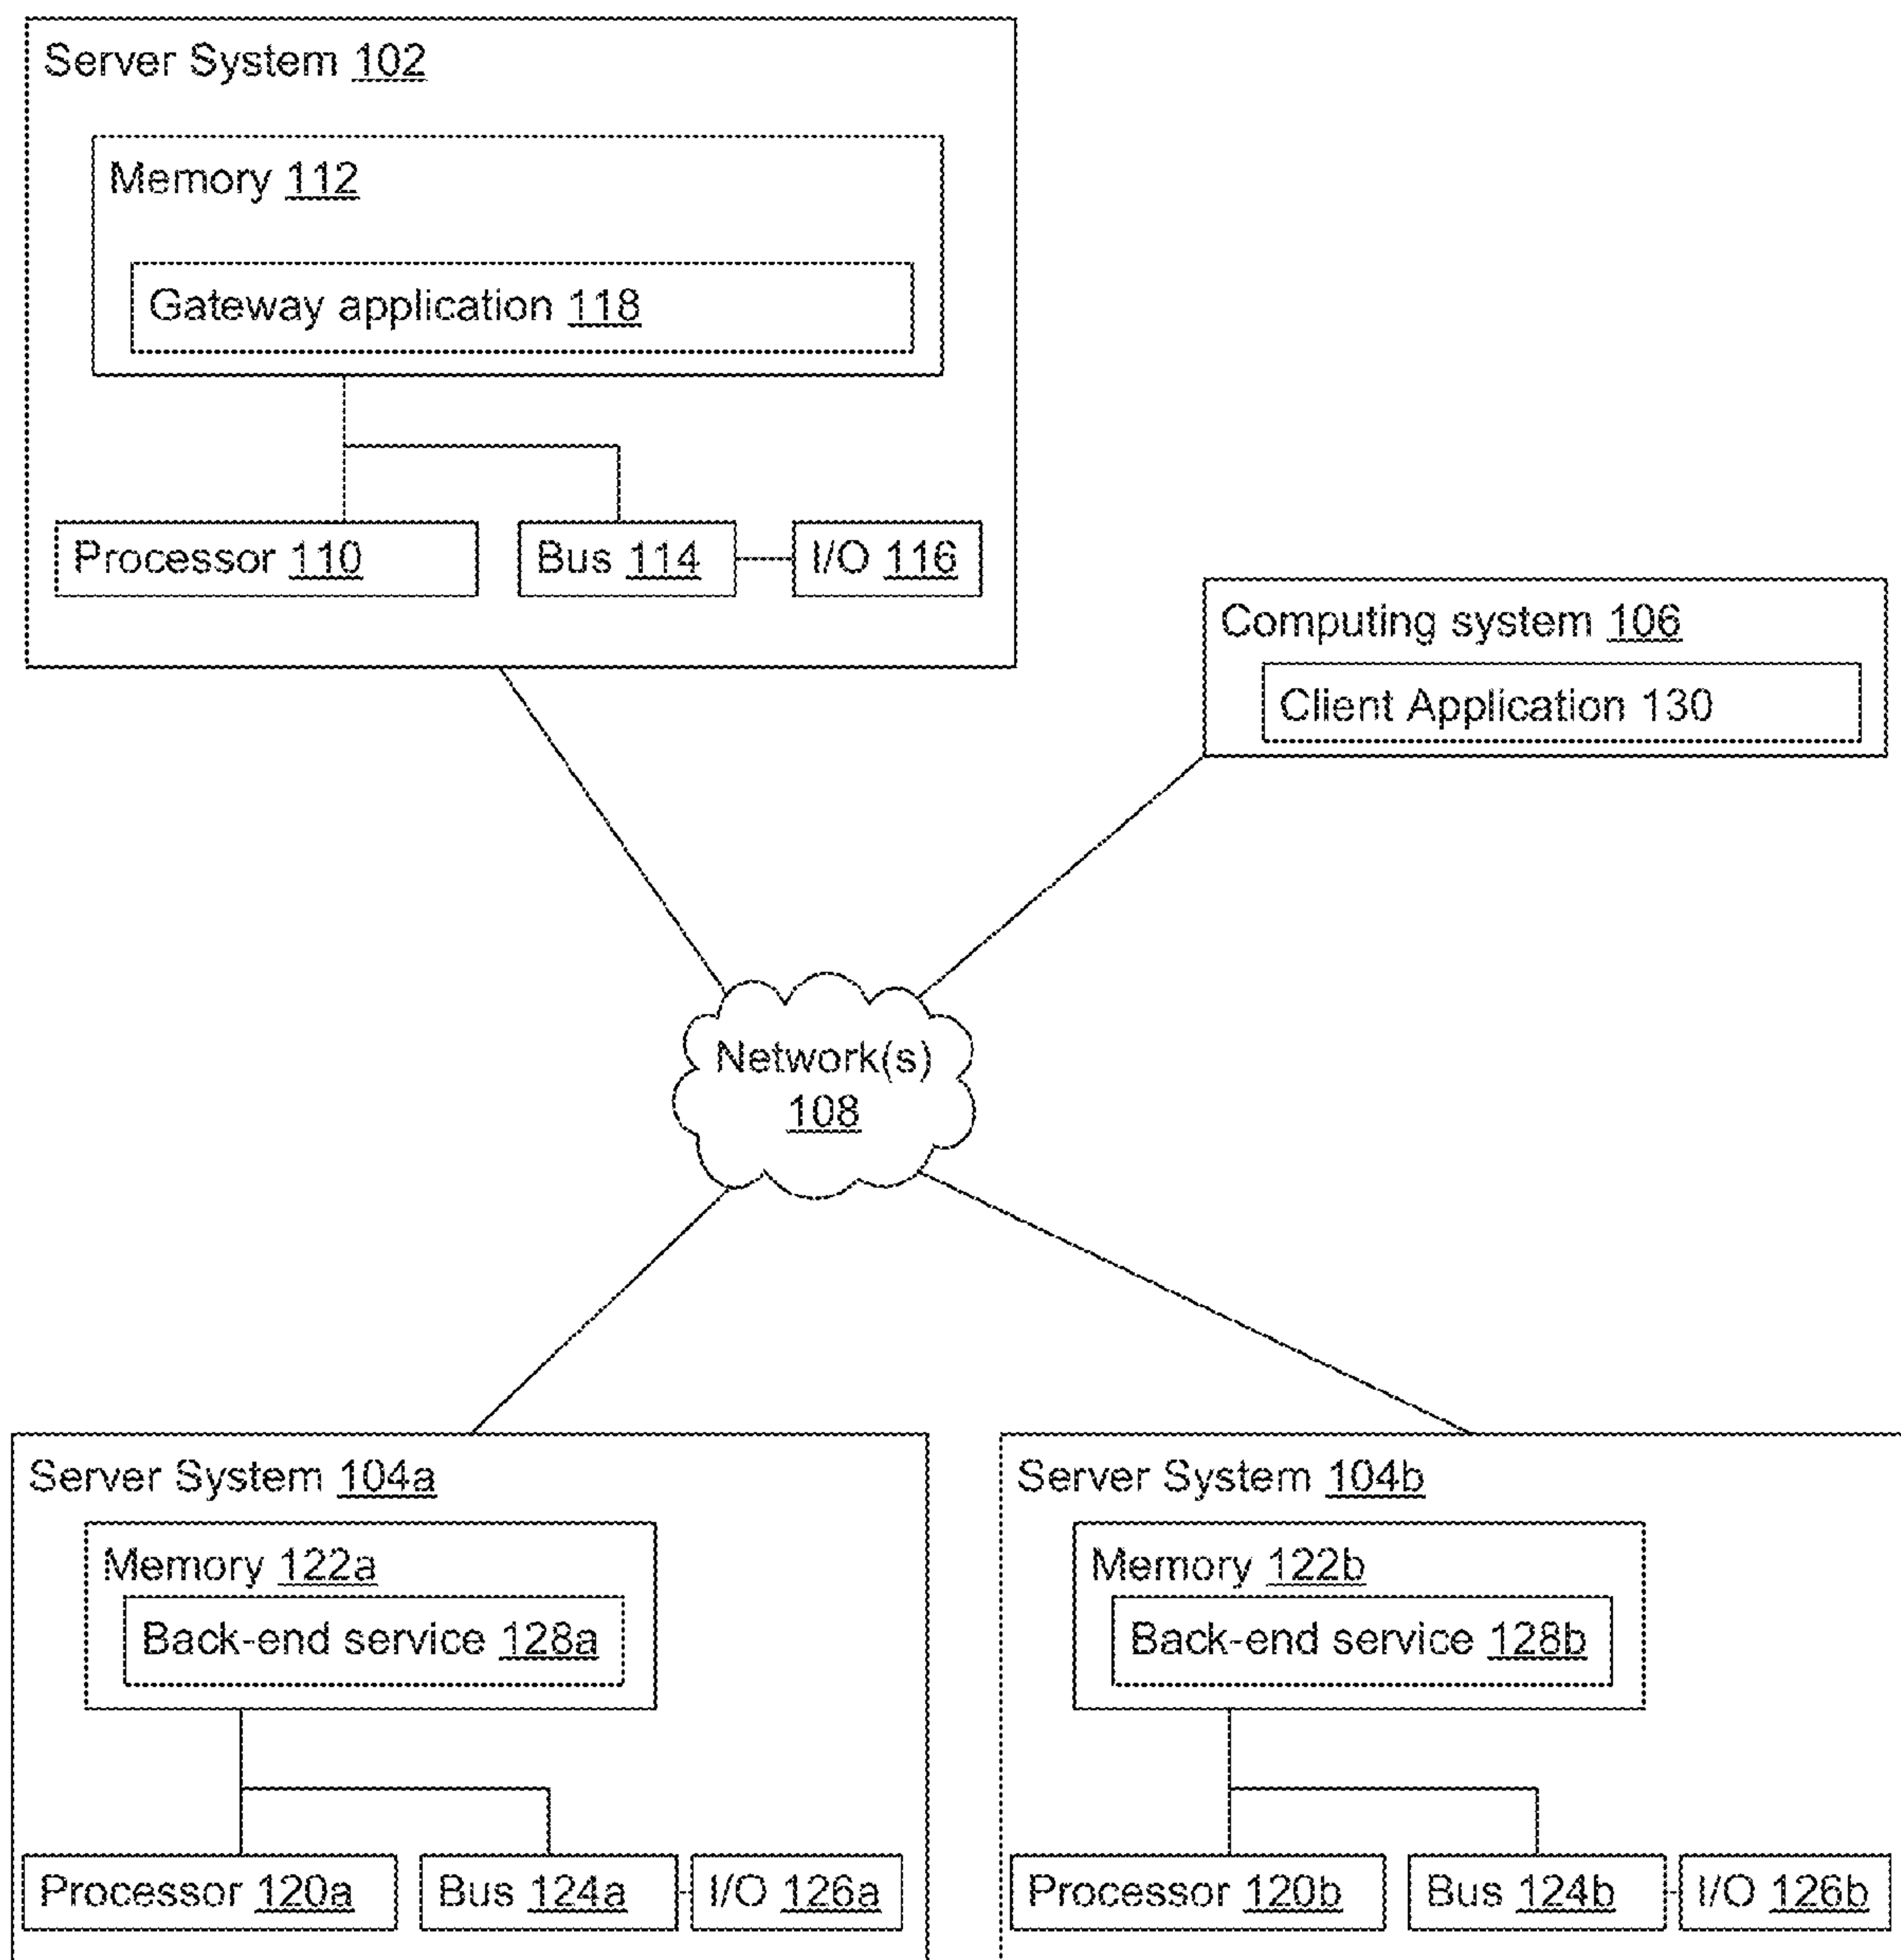 Server System 102
Memory 112
Gateway application 118
Processor 110
Bus 114
I/O 116
Computing system 106
Client Application 130
Network(s)
108
Server System 104a
Memory 122a
Back-end service 128a
Processor 120a
Bus 124a
I/O 126a
Server System 104b
Memory 122b
Back-end service 128b
Processor 120b
Bus 124b
I/O 126b